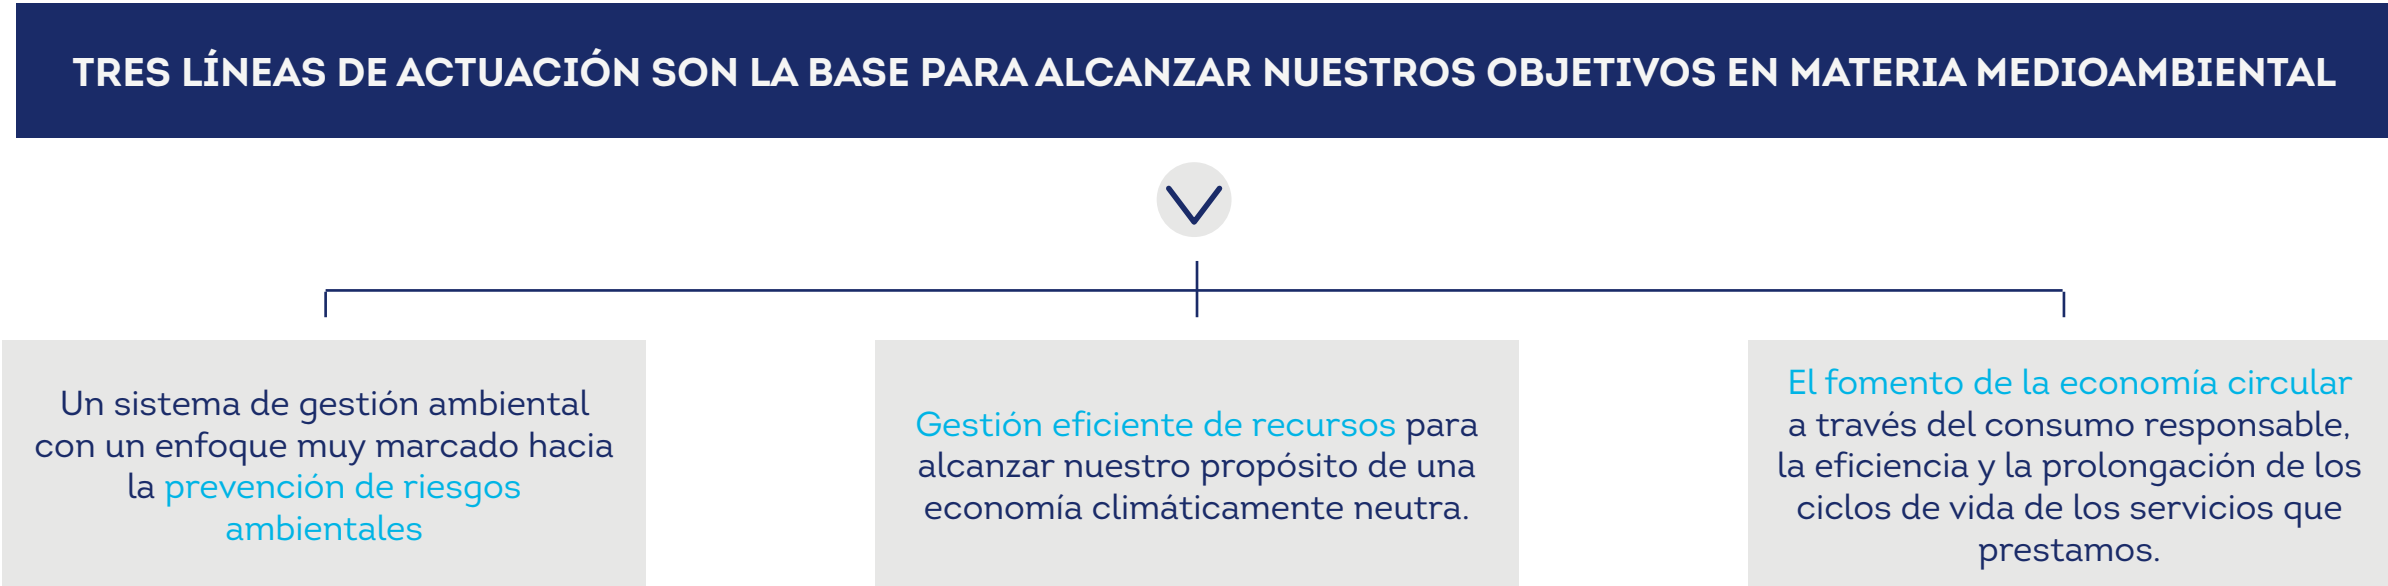 TRES LÍNEAS DE ACTUACIÓN SON LA BASE PARA ALCANZAR NUESTROS OBJETIVOS EN MATERIA MEDIOAMBIENTAL
Un sistema de gestión ambiental
con un enfoque muy marcado hacia
la prevención de riesgos
ambientales
Gestión eficiente de recursos para
alcanzar nuestro propósito de una
economía climáticamente neutra.
El fomento de la economía circular
a través del consumo responsable,
la eficiencia y la prolongación de los
ciclos de vida de los servicios que
prestamos.